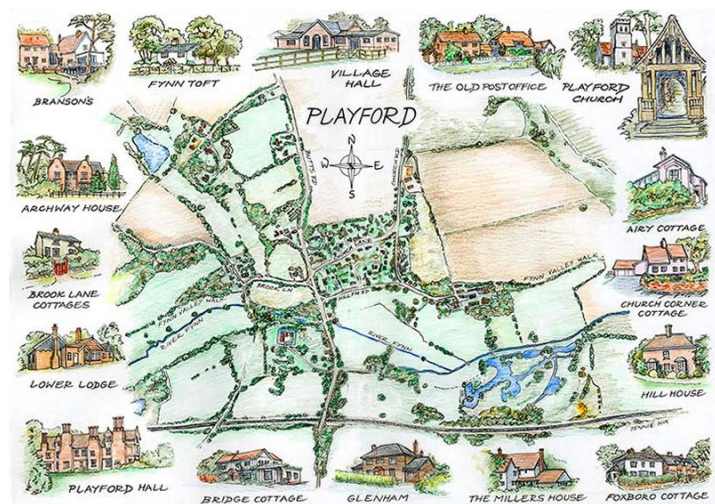 BRANSON'S
FYNN TOFT
VILLAGE
HALL
THE OLD POST OFFICE
PLAYFORD
CHURCH
PLAYFORD
N
W
E
S
ARCHWAY HOUSE
AIRY COTTAGE
BROOK LANE
COTTAGES
BROOK LN
FYNN VALLEY WALK
FYNN VALLEY WALK
RIVER FYNN
RIVER FYNN
CHURCH CORNER
COTTAGE
LOWER LODGE
HILL HOUSE
PLAYFORD HALL
BRIDGE COTTAGE
GLENHAM
THE MILLERS HOUSE
FOXBORO COTTAGE